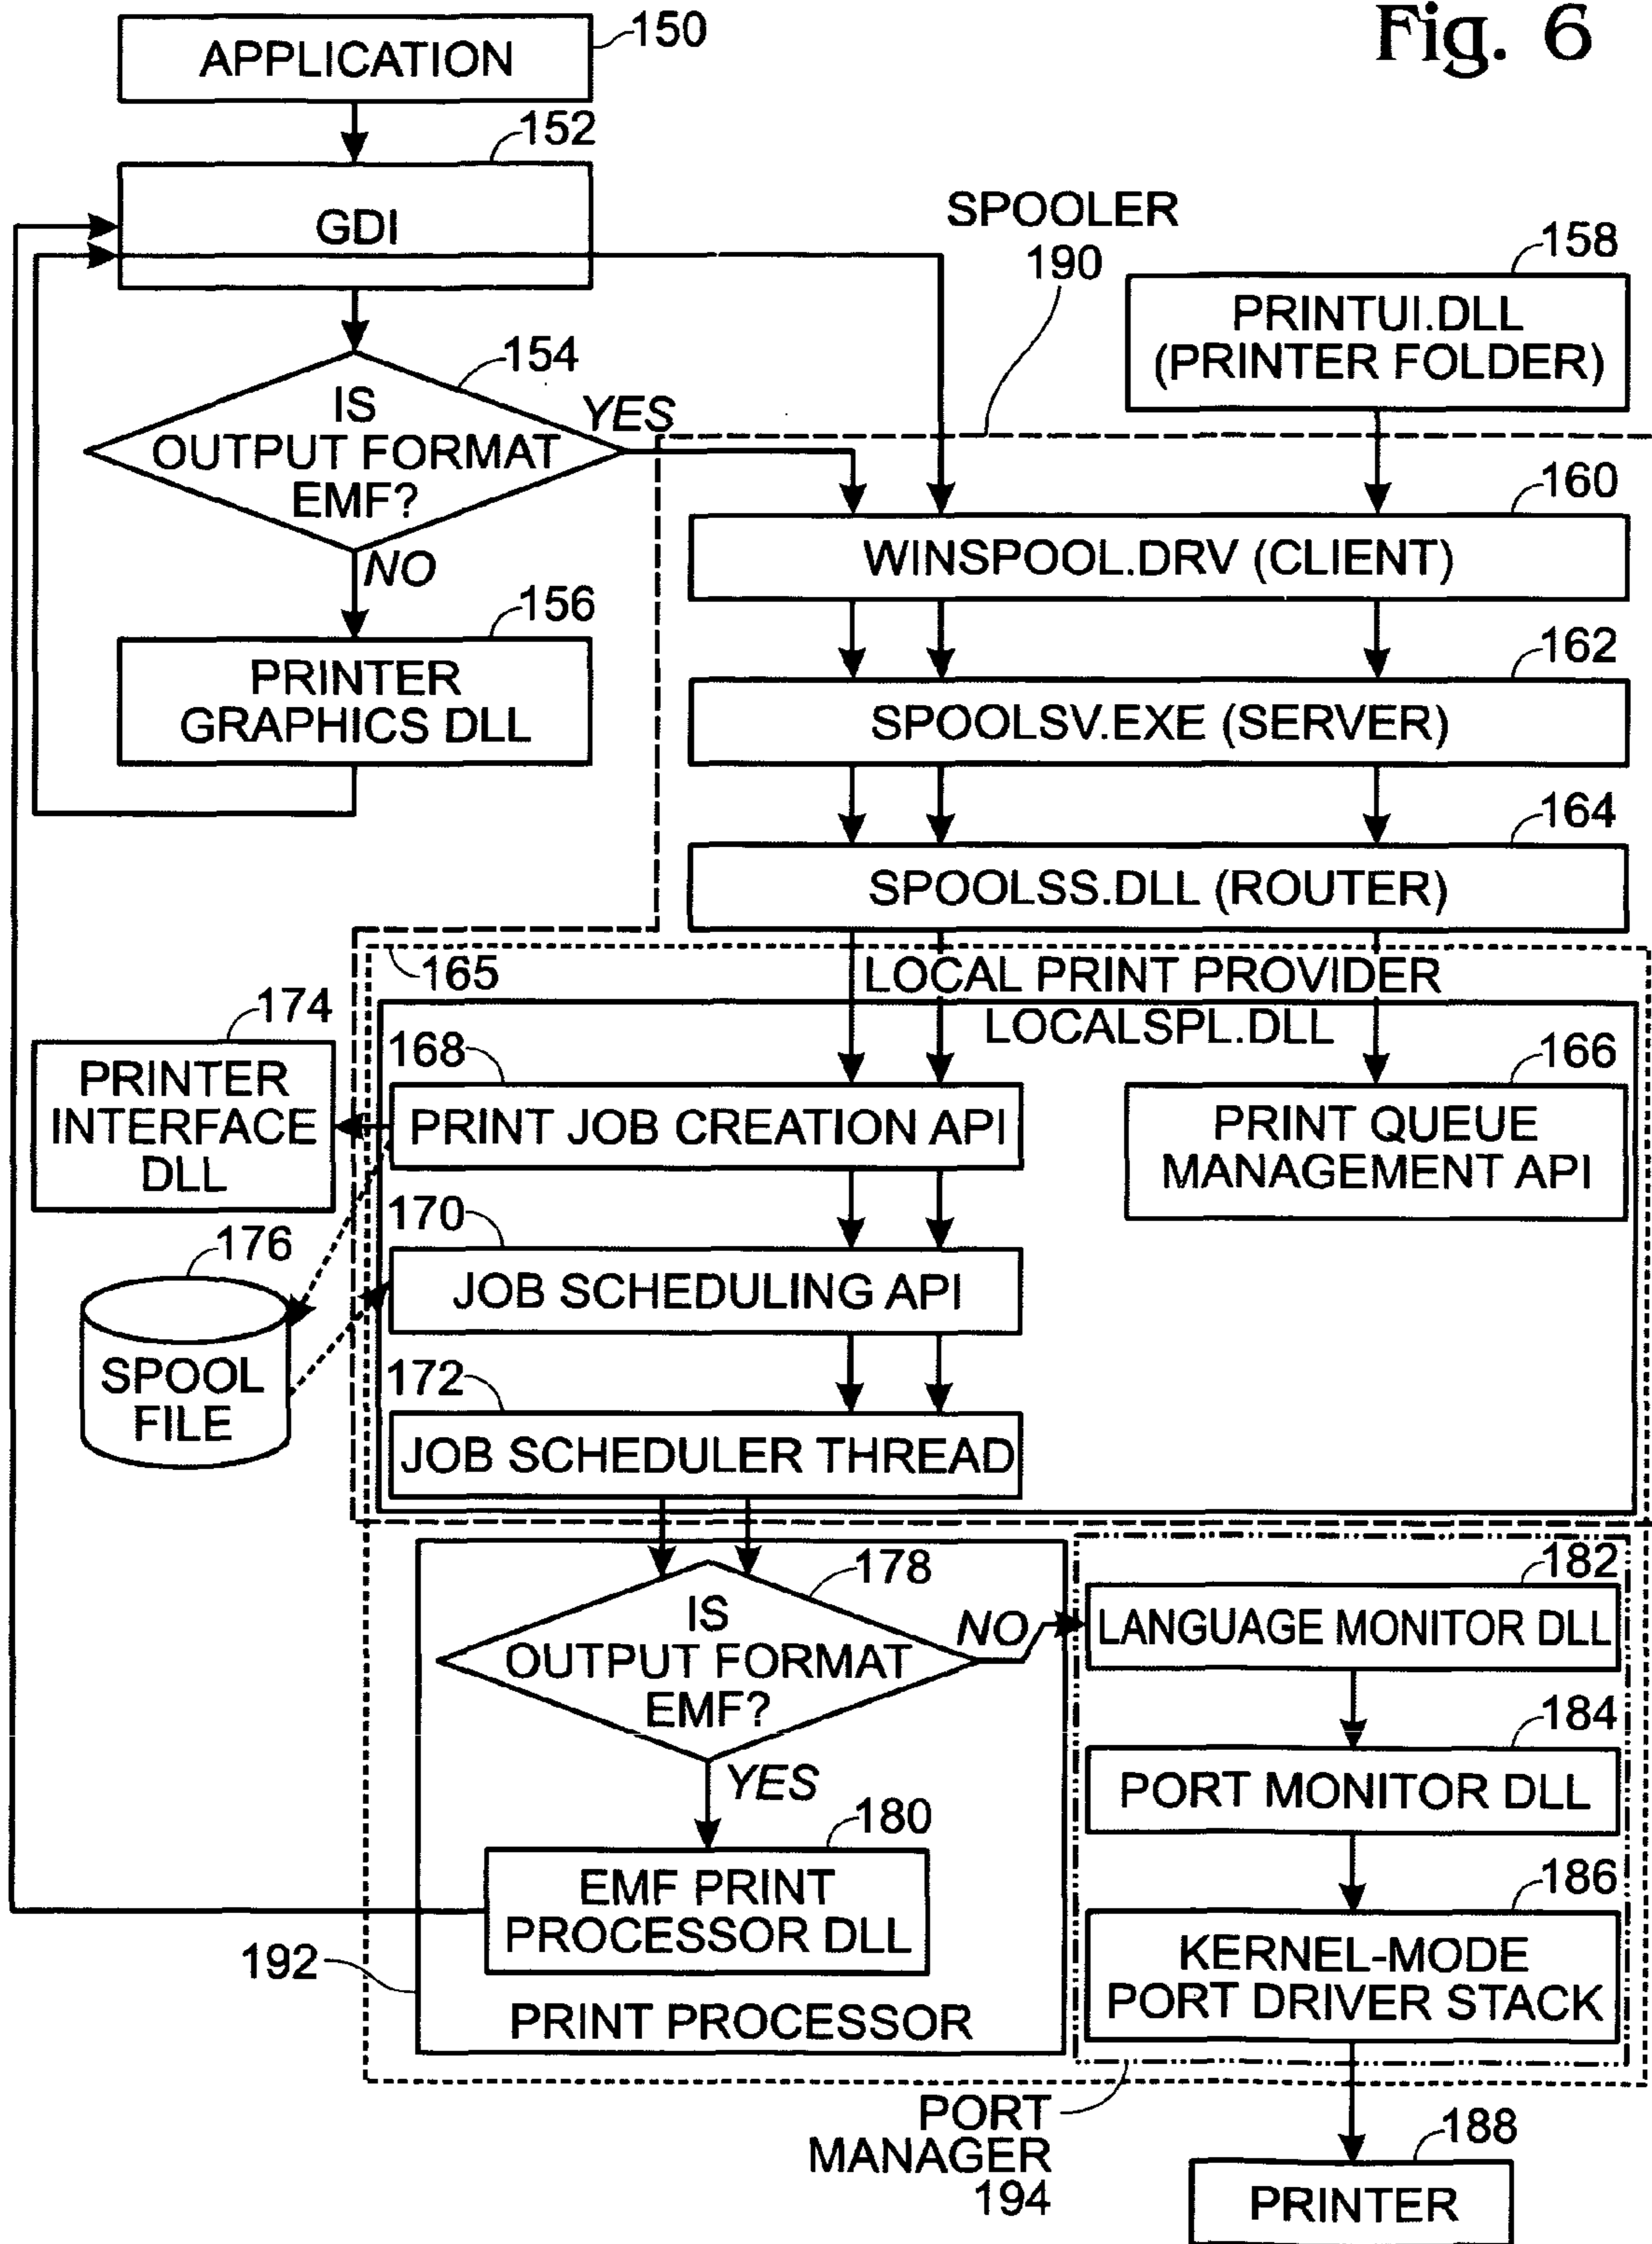 Fig. 6
APPLICATION
150
152
GDI
SPOOLER
190
158
PRINTUI.DLL
(PRINTER FOLDER)
154
IS
OUTPUT FORMAT
EMF?
YES
NO
160
WINSPOOL.DRV (CLIENT)
156
PRINTER
GRAPHICS DLL
162
SPOOLSV.EXE (SERVER)
164
SPOOLSS.DLL (ROUTER)
165
LOCAL PRINT PROVIDER
LOCALSPL.DLL
174
PRINTER
INTERFACE
DLL
168
PRINT JOB CREATION API
166
PRINT QUEUE
MANAGEMENT API
170
JOB SCHEDULING API
176
SPOOL
FILE
172
JOB SCHEDULER THREAD
178
IS
OUTPUT FORMAT
EMF?
NO
YES
182
LANGUAGE MONITOR DLL
184
PORT MONITOR DLL
180
EMF PRINT
PROCESSOR DLL
186
KERNEL-MODE
PORT DRIVER STACK
192
PRINT PROCESSOR
PORT
MANAGER
194
188
PRINTER